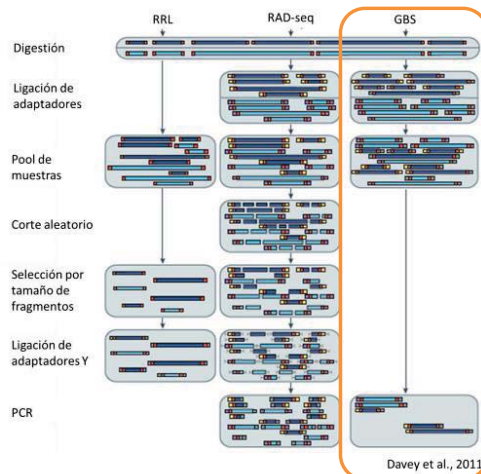 RRL RAD-seq GBS
Digestión
Ligación de
adaptadores
Pool de
muestras
Corte aleatorio
Selección por
tamaño de
fragmentos
Ligación de
adaptadores Y
PCR
Davey et al., 2011